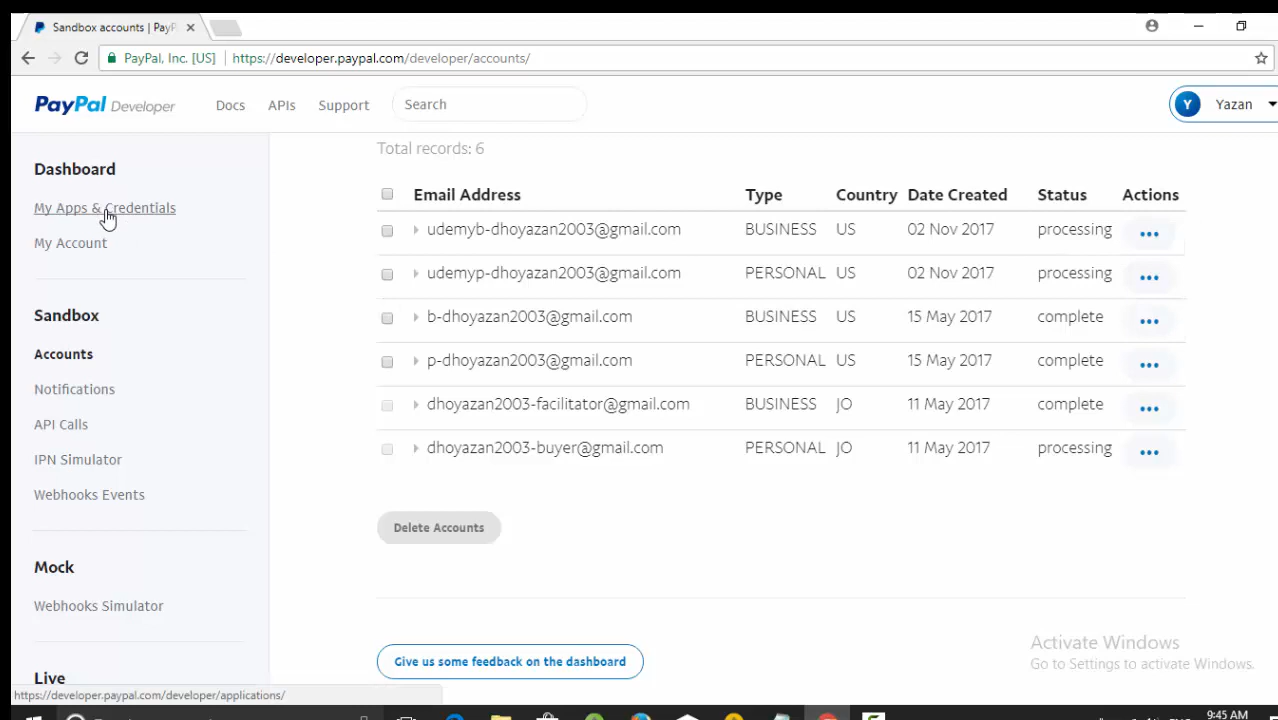 Sandbox accounts | PayP
PayPal, Inc. [US] https://developer.paypal.com/developer/accounts/
PayPal Developer Docs APIs Support Search Y Yazan
Dashboard
My Apps & Credentials
My Account
Sandbox
Accounts
Notifications
API Calls
IPN Simulator
Webhooks Events
Mock
Webhooks Simulator
Live
Total records: 6
Email Address Type Country Date Created Status Actions
udemyb-dhoyazan2003@gmail.com BUSINESS US 02 Nov 2017 processing
udemyp-dhoyazan2003@gmail.com PERSONAL US 02 Nov 2017 processing
b-dhoyazan2003@gmail.com BUSINESS US 15 May 2017 complete
p-dhoyazan2003@gmail.com PERSONAL US 15 May 2017 complete
dhoyazan2003-facilitator@gmail.com BUSINESS JO 11 May 2017 complete
dhoyazan2003-buyer@gmail.com PERSONAL JO 11 May 2017 processing
Delete Accounts
Give us some feedback on the dashboard
Activate Windows
Go to Settings to activate Windows.
https://developer.paypal.com/developer/applications/
9:45 AM